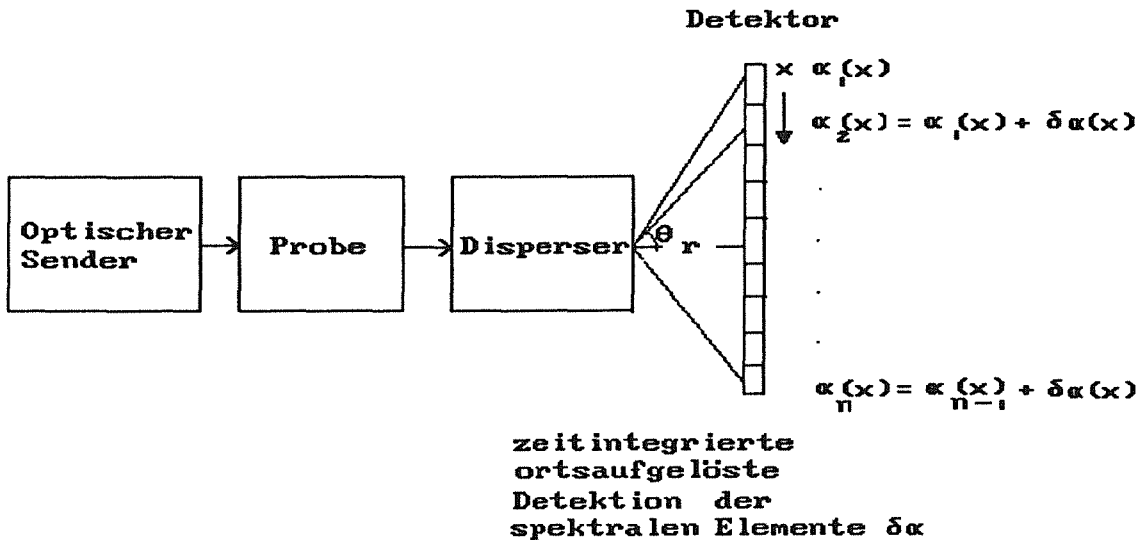 Detektor
x α₁(x)
α₂(x) = α₁(x) + δα(x)
Optischer
Sender
Probe
Disperser
θ
r
αₙ(x) = αₙ₋₁(x) + δα(x)
zeitintegrierte
ortsaufgelöste
Detektion der
spektralen Elemente δα